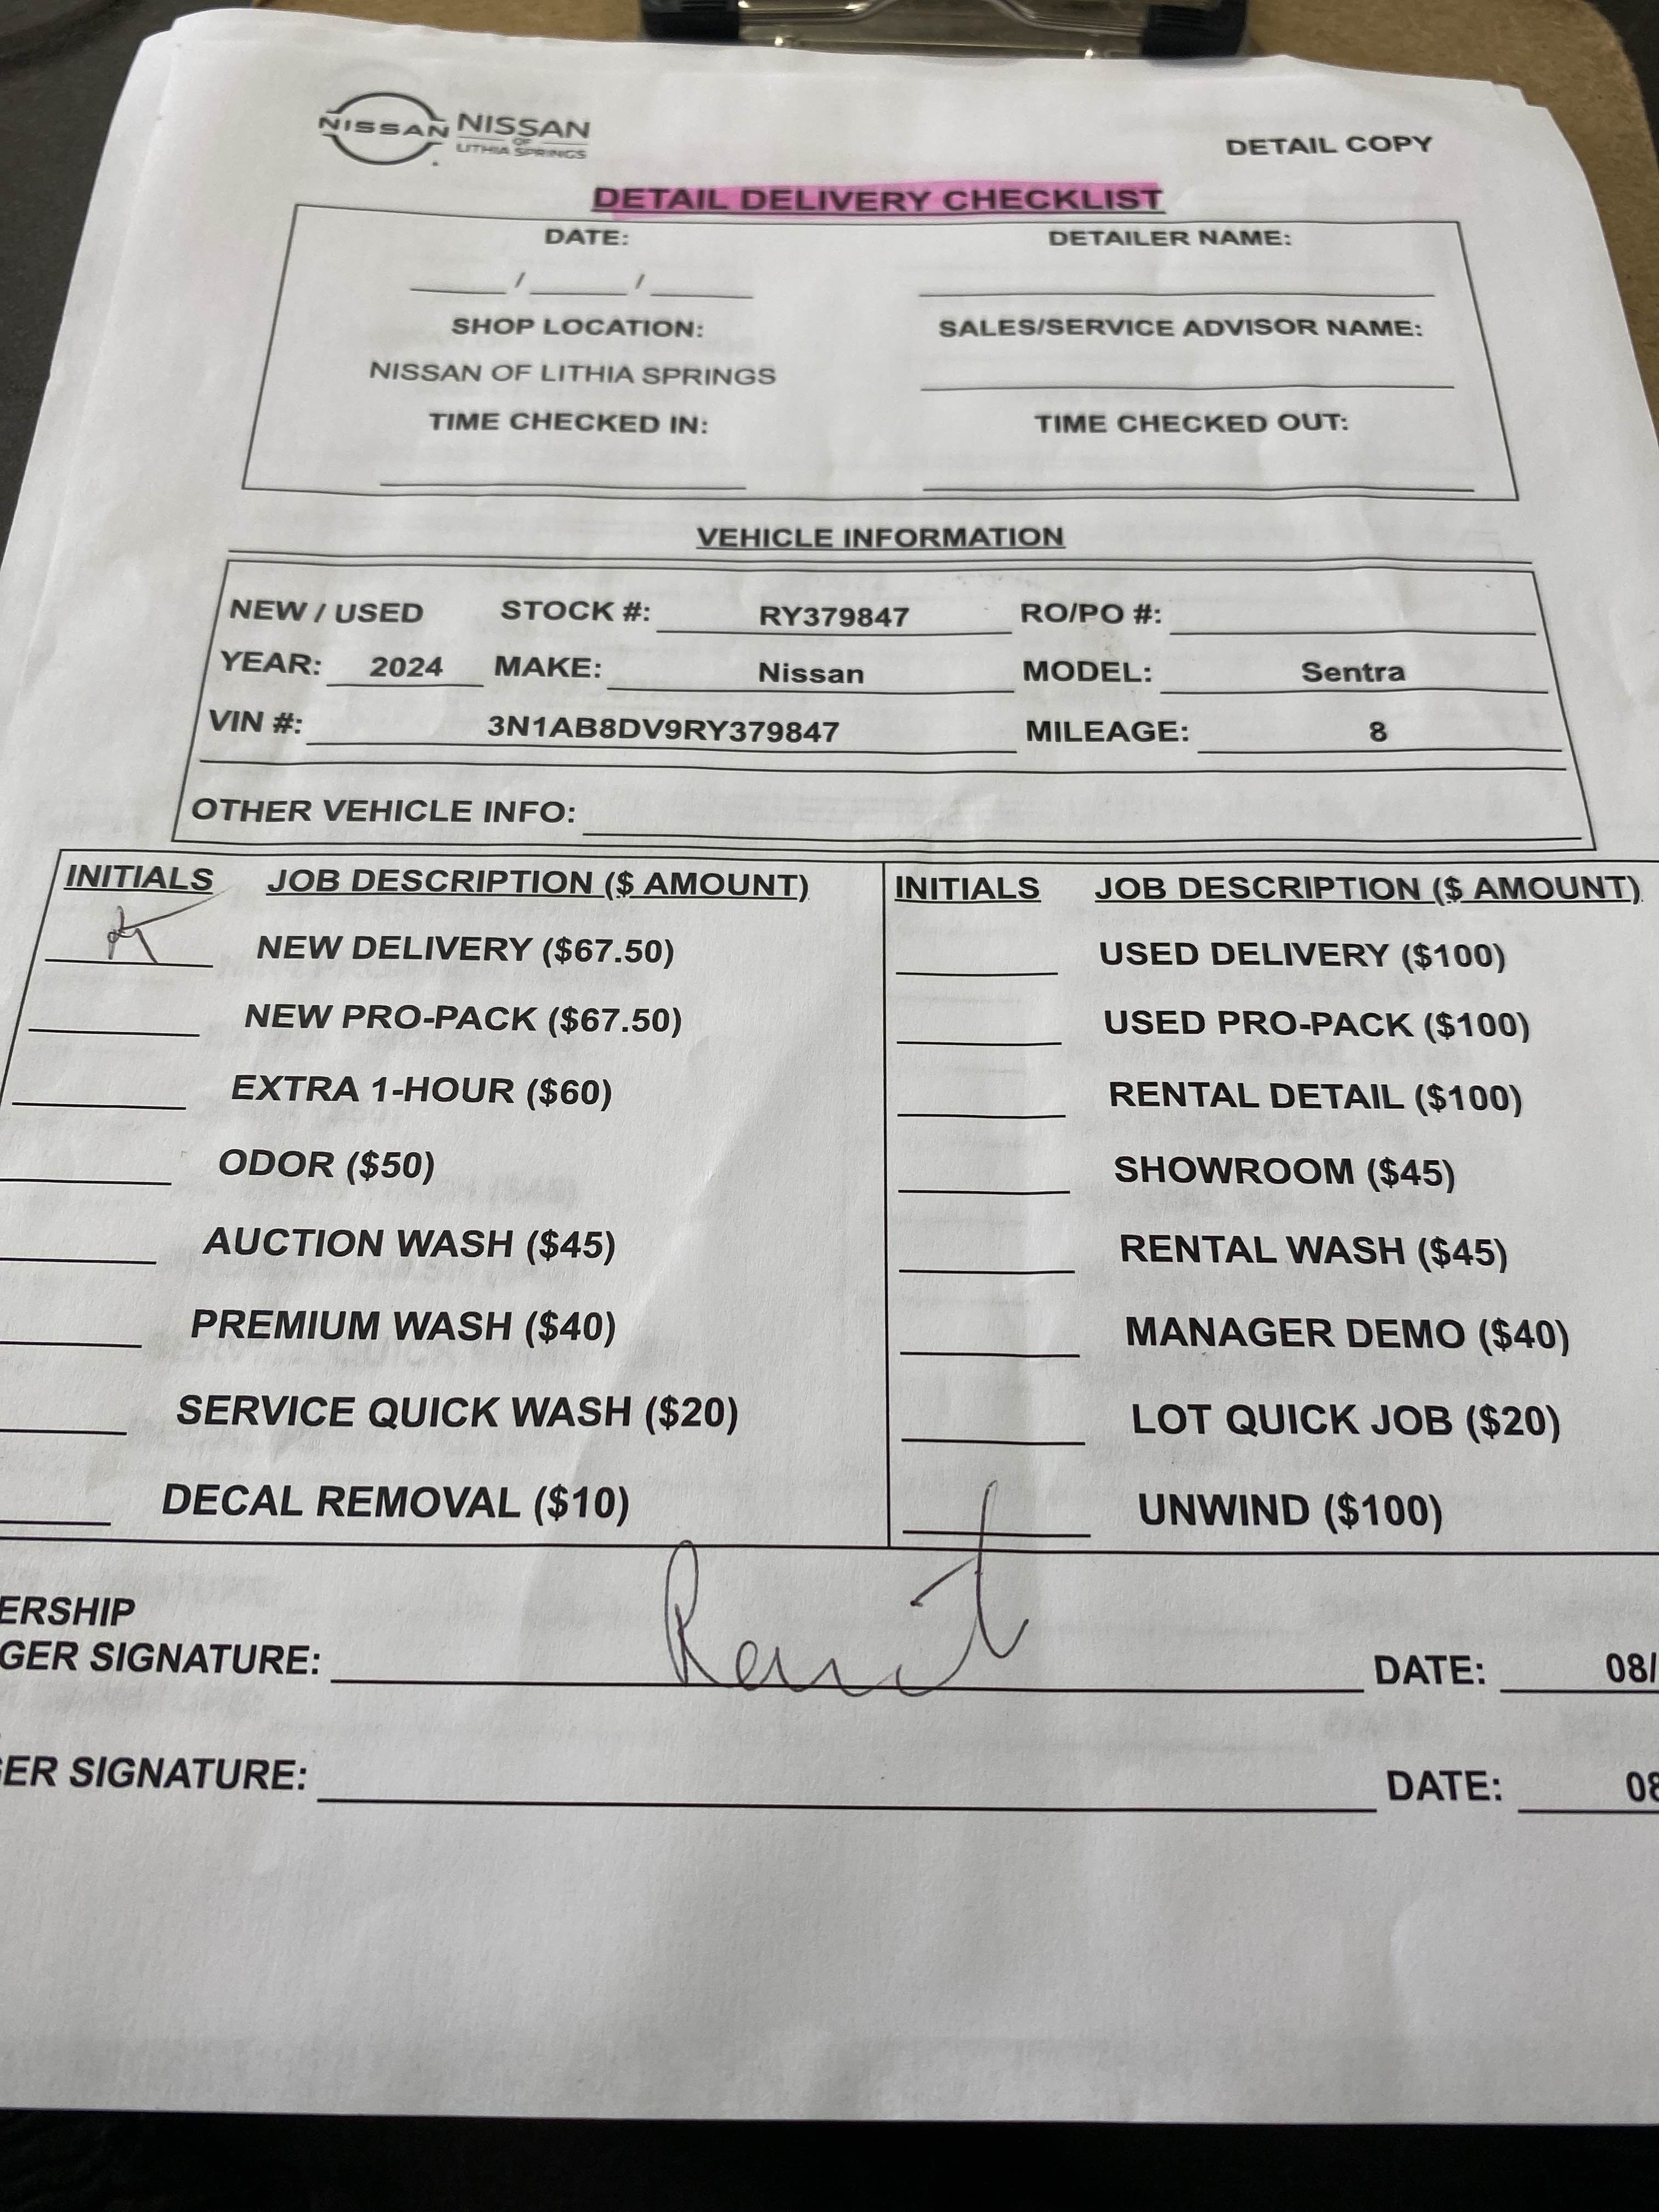 NISSAN NISSAN
OF
LITHIA SPRINGS
DETAIL COPY
DETAIL DELIVERY CHECKLIST
DATE: DETAILER NAME:
____/____/____ ____
SHOP LOCATION: SALES/SERVICE ADVISOR NAME:
NISSAN OF LITHIA SPRINGS
TIME CHECKED IN: TIME CHECKED OUT:
VEHICLE INFORMATION
NEW / USED STOCK #: RY379847 RO/PO #:
YEAR: 2024 MAKE: Nissan MODEL: Sentra
VIN #: 3N1AB8DV9RY379847 MILEAGE: 8
OTHER VEHICLE INFO:
INITIALS JOB DESCRIPTION ($ AMOUNT) INITIALS JOB DESCRIPTION ($ AMOUNT)
NEW DELIVERY ($67.50) USED DELIVERY ($100)
NEW PRO-PACK ($67.50) USED PRO-PACK ($100)
EXTRA 1-HOUR ($60) RENTAL DETAIL ($100)
ODOR ($50) SHOWROOM ($45)
AUCTION WASH ($45) RENTAL WASH ($45)
PREMIUM WASH ($40) MANAGER DEMO ($40)
SERVICE QUICK WASH ($20) LOT QUICK JOB ($20)
DECAL REMOVAL ($10) UNWIND ($100)
ERSHIP
GER SIGNATURE: DATE: 08/
ER SIGNATURE: DATE: 08